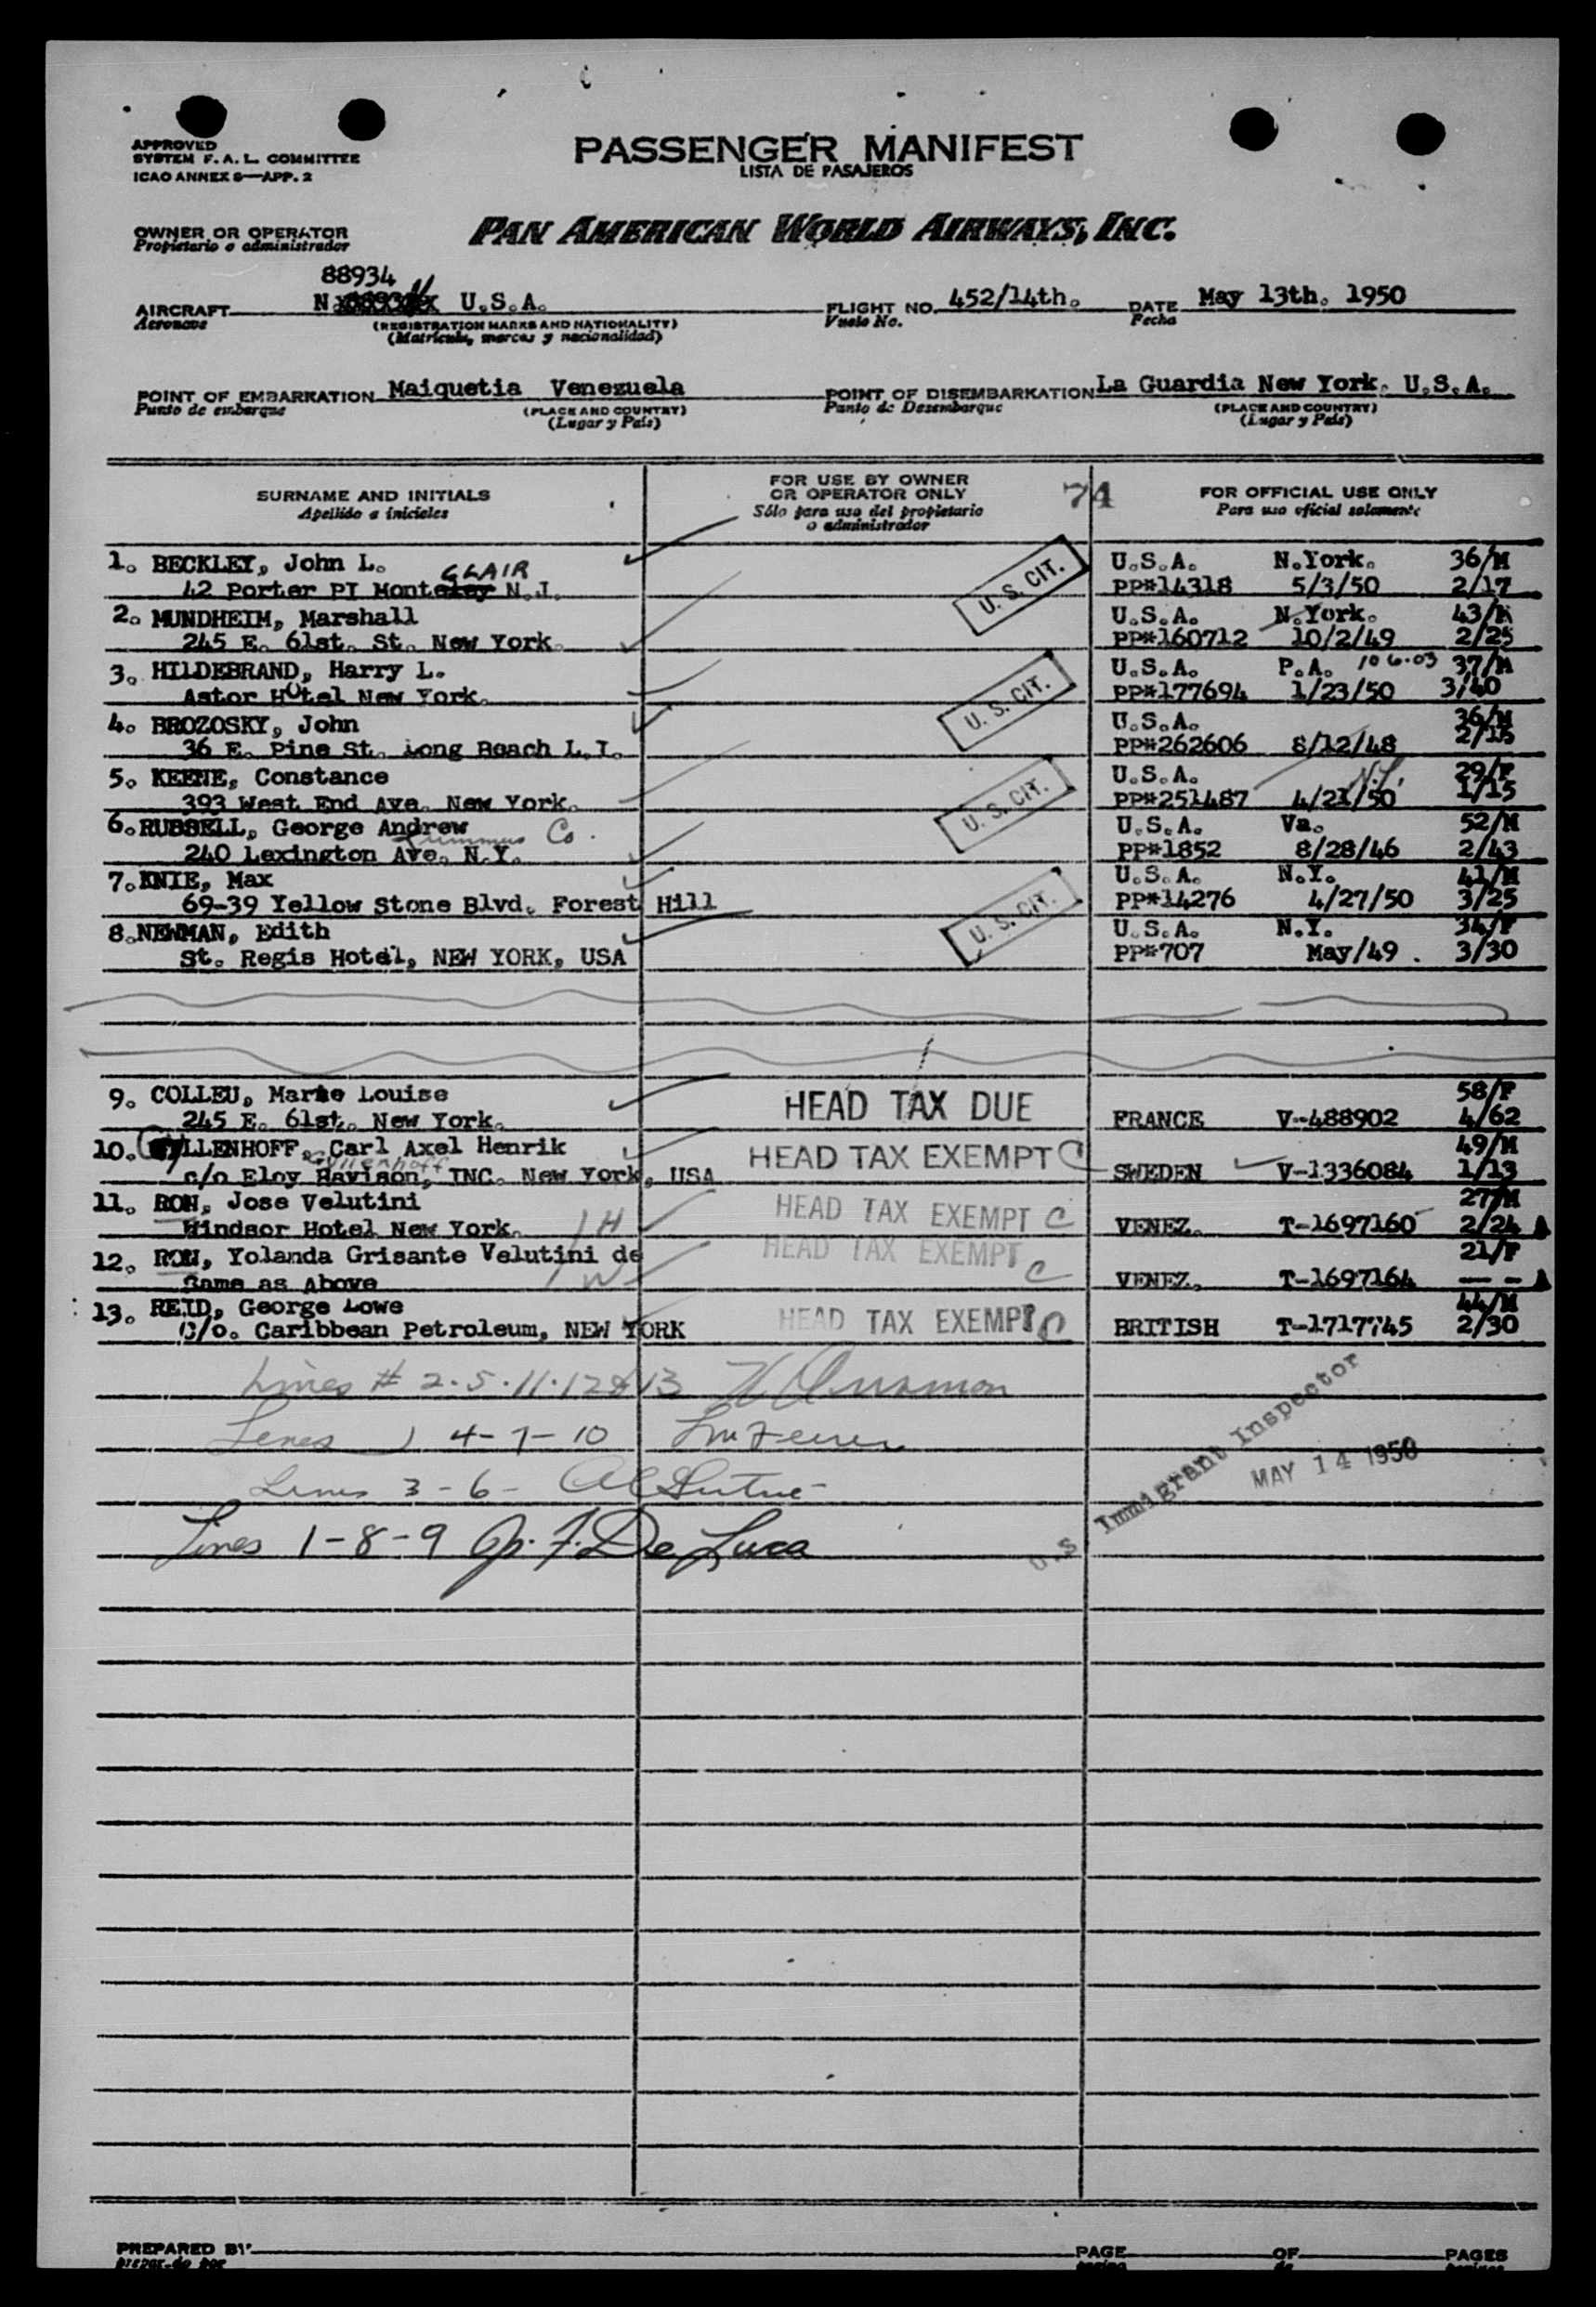 APPROVED
SYSTEM F. A. L. COMMITTEE
ICAO ANNEX 9—APP. 2
PASSENGER MANIFEST
LISTA DE PASAJEROS
OWNER OR OPERATOR
Propietario o administrador
PAN AMERICAN WORLD AIRWAYS, INC.
88934
AIRCRAFT N U.S.A. FLIGHT NO. 452/14th. DATE May 13th. 1950
Aeronave (REGISTRATION MARKS AND NATIONALITY) Vuelo No. Fecha
(Matrícula, marcas y nacionalidad)
POINT OF EMBARKATION Maiquetia Venezuela POINT OF DISEMBARKATION La Guardia New York. U.S.A.
Punto de embarque (PLACE AND COUNTRY) Punto de Desembarque (PLACE AND COUNTRY)
(Lugar y País) (Lugar y País)
SURNAME AND INITIALS FOR USE BY OWNER OR OPERATOR ONLY 74 FOR OFFICIAL USE ONLY
Apellido e iniciales Sólo para uso del propietario o administrador Para uso oficial solamente
1. BECKLEY, John L. U.S. CIT. U.S.A. N.York. 36/M
42 Porter Pl Mont CLAIR N.J. PP#14318 5/3/50 2/17
2. MUNDHEIM, Marshall U.S.A. N.York. 43/M
245 E. 61st. St. New York. PP#160712 10/2/49 2/25
3. HILDEBRAND, Harry L. U.S. CIT. U.S.A. P.A. 10 6.03 37/M
Astor HOtel New York. PP#177694 1/23/50 3/40
4. BROZOSKY, John U.S.A. 36/M
36 E. Pine St. Long Beach L.I. PP#262606 8/12/48 2/15
5. KEENE, Constance U.S. CIT. U.S.A. N.Y. 29/F
393 West End Ave. New York. PP#251487 4/21/50 1/15
6. RUSSELL, George Andrew U.S.A. Va. 52/M
Lummus Co.
240 Lexington Ave. N.Y. PP#1852 8/28/46 2/43
7. KNIE, Max U.S.A. N.Y. 41/M
69-39 Yellow Stone Blvd. Forest Hill PP#14276 4/27/50 3/25
8. NEWMAN, Edith U.S. CIT. U.S.A. N.Y. 34/F
St. Regis Hotel, NEW YORK, USA PP#707 May/49. 3/30
9. COLLEU, Marie Louise HEAD TAX DUE 58/F
245 E. 61st. New York. FRANCE V-488902 4/62
10. GYLLENHOFF, Carl Axel Henrik HEAD TAX EXEMPT C 49/M
Gyllenhoff
c/o Eloy Havison, INC. New York, USA SWEDEN V-1336084 1/13
11. RON, Jose Velutini HEAD TAX EXEMPT C 27/M
Windsor Hotel New York. 1H VENEZ. T-1697160 2/24 A
12. RON, Yolanda Grisante Velutini de HEAD TAX EXEMPT C 21/F
Same as Above 1W VENEZ. T-1697164 — — A
13. REID, George Lowe HEAD TAX EXEMPT C 44/M
C/o. Caribbean Petroleum, NEW YORK BRITISH T-1717745 2/30
Lines # 2.5.11.12&13
Lines 4-7-10
Lines 3-6-
Lines 1-8-9 J. F. De Luca
U.S Immigrant Inspector
MAY 14 1950
PREPARED BY PAGE OF PAGES